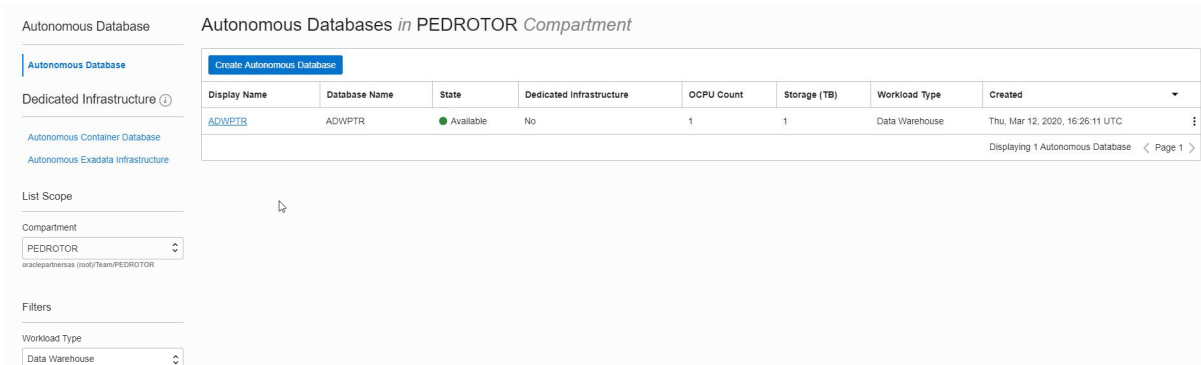 Autonomous Database
Autonomous Database
Dedicated Infrastructure i
Autonomous Container Database
Autonomous Exadata Infrastructure
List Scope
Compartment
PEDROTOR
oraclepartnersas (root)/Team/PEDROTOR
Filters
Workload Type
Data Warehouse
Autonomous Databases in PEDROTOR Compartment
Create Autonomous Database
Display Name Database Name State Dedicated Infrastructure OCPU Count Storage (TB) Workload Type Created
ADWPTR ADWPTR Available No 1 1 Data Warehouse Thu, Mar 12, 2020, 16:26:11 UTC
Displaying 1 Autonomous Database < Page 1 >